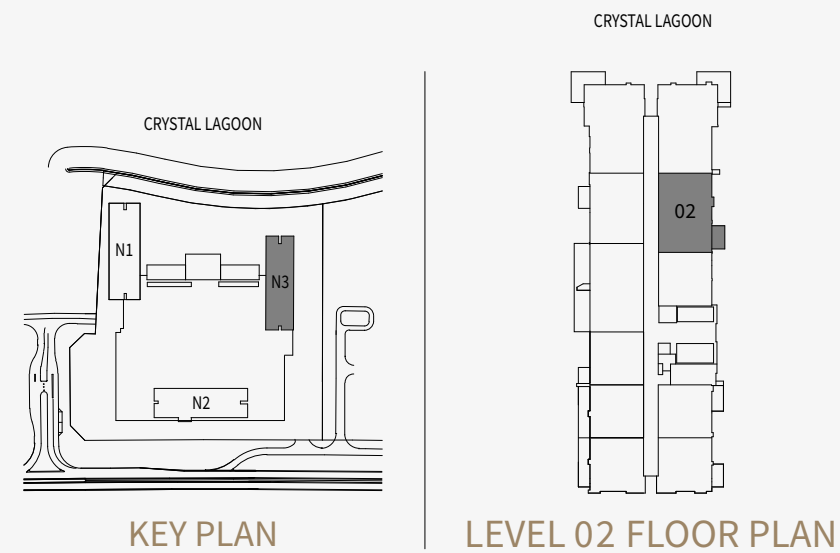 CRYSTAL LAGOON
N1
N3
N2
KEY PLAN
CRYSTAL LAGOON
02
LEVEL 02 FLOOR PLAN